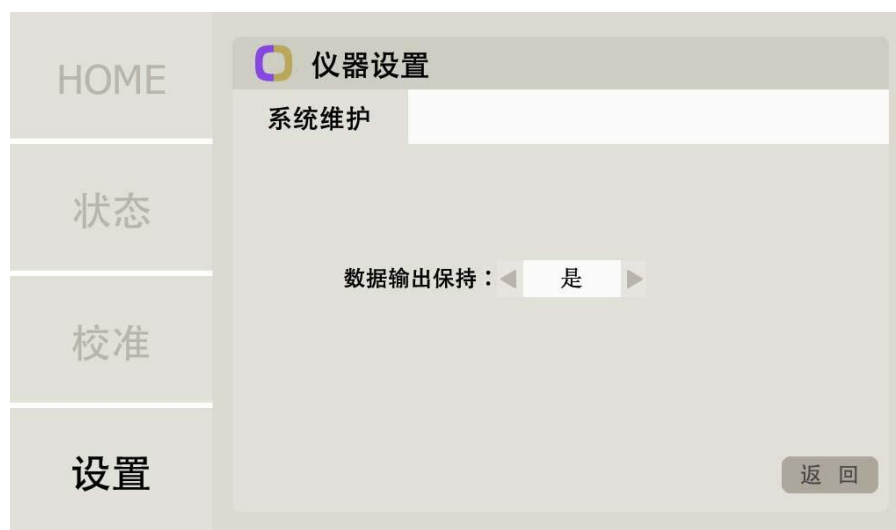 HOME
状态
校准
设置
仪器设置
系统维护
数据输出保持：是
返 回